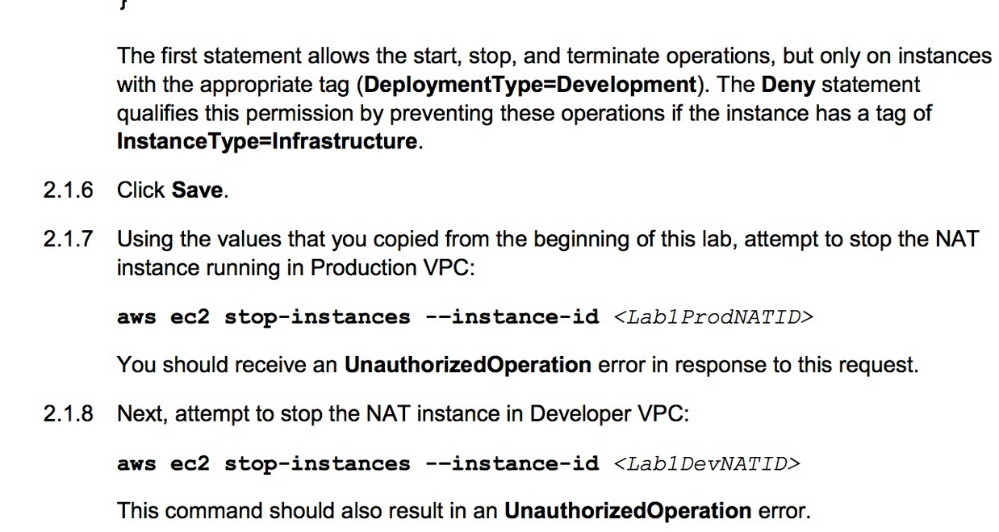 }
The first statement allows the start, stop, and terminate operations, but only on instances
with the appropriate tag (DeploymentType=Development). The Deny statement
qualifies this permission by preventing these operations if the instance has a tag of
InstanceType=Infrastructure.
2.1.6 Click Save.
2.1.7 Using the values that you copied from the beginning of this lab, attempt to stop the NAT
instance running in Production VPC:
aws ec2 stop-instances --instance-id <Lab1ProdNATID>
You should receive an UnauthorizedOperation error in response to this request.
2.1.8 Next, attempt to stop the NAT instance in Developer VPC:
aws ec2 stop-instances --instance-id <Lab1DevNATID>
This command should also result in an UnauthorizedOperation error.